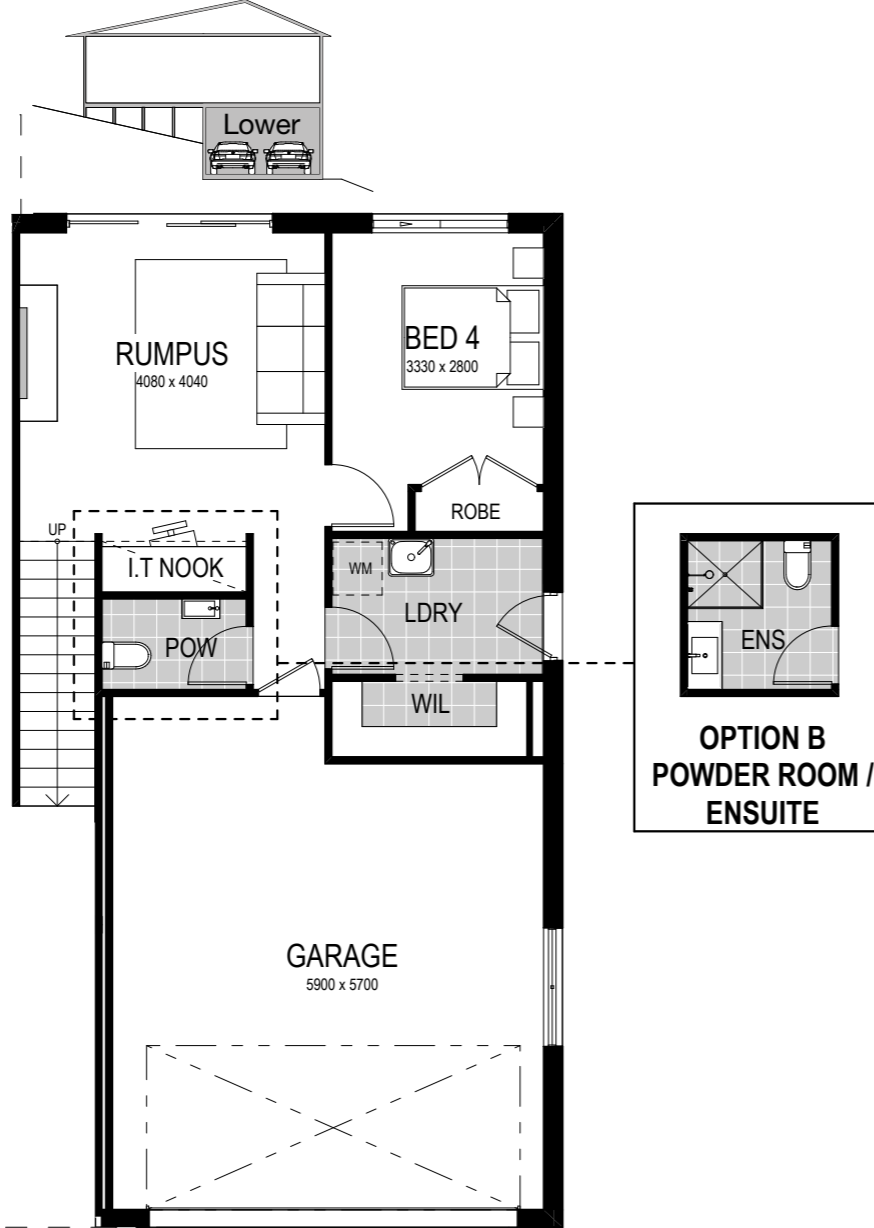 Lower
RUMPUS
4080 x 4040
BED 4
3330 x 2800
ROBE
UP
I.T NOOK
WM
LDRY
POW
WIL
ENS
OPTION B
POWDER ROOM /
ENSUITE
GARAGE
5900 x 5700